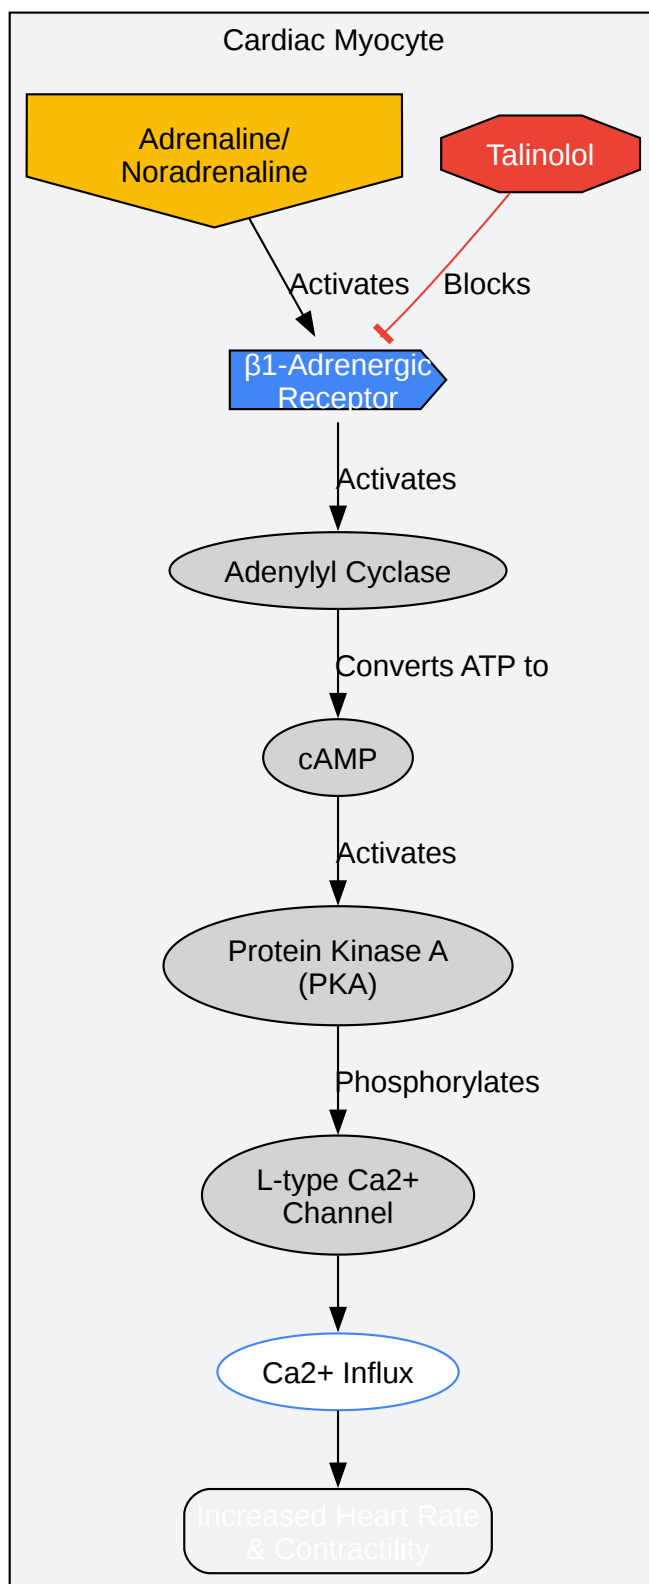 Cardiac Myocyte
Adrenaline/
Noradrenaline
Talinolol
Activates
Blocks
β1-Adrenergic
Receptor
Activates
Adenylyl Cyclase
Converts ATP to
cAMP
Activates
Protein Kinase A
(PKA)
Phosphorylates
L-type Ca2+
Channel
Ca2+ Influx
Increased Heart Rate
& Contractility